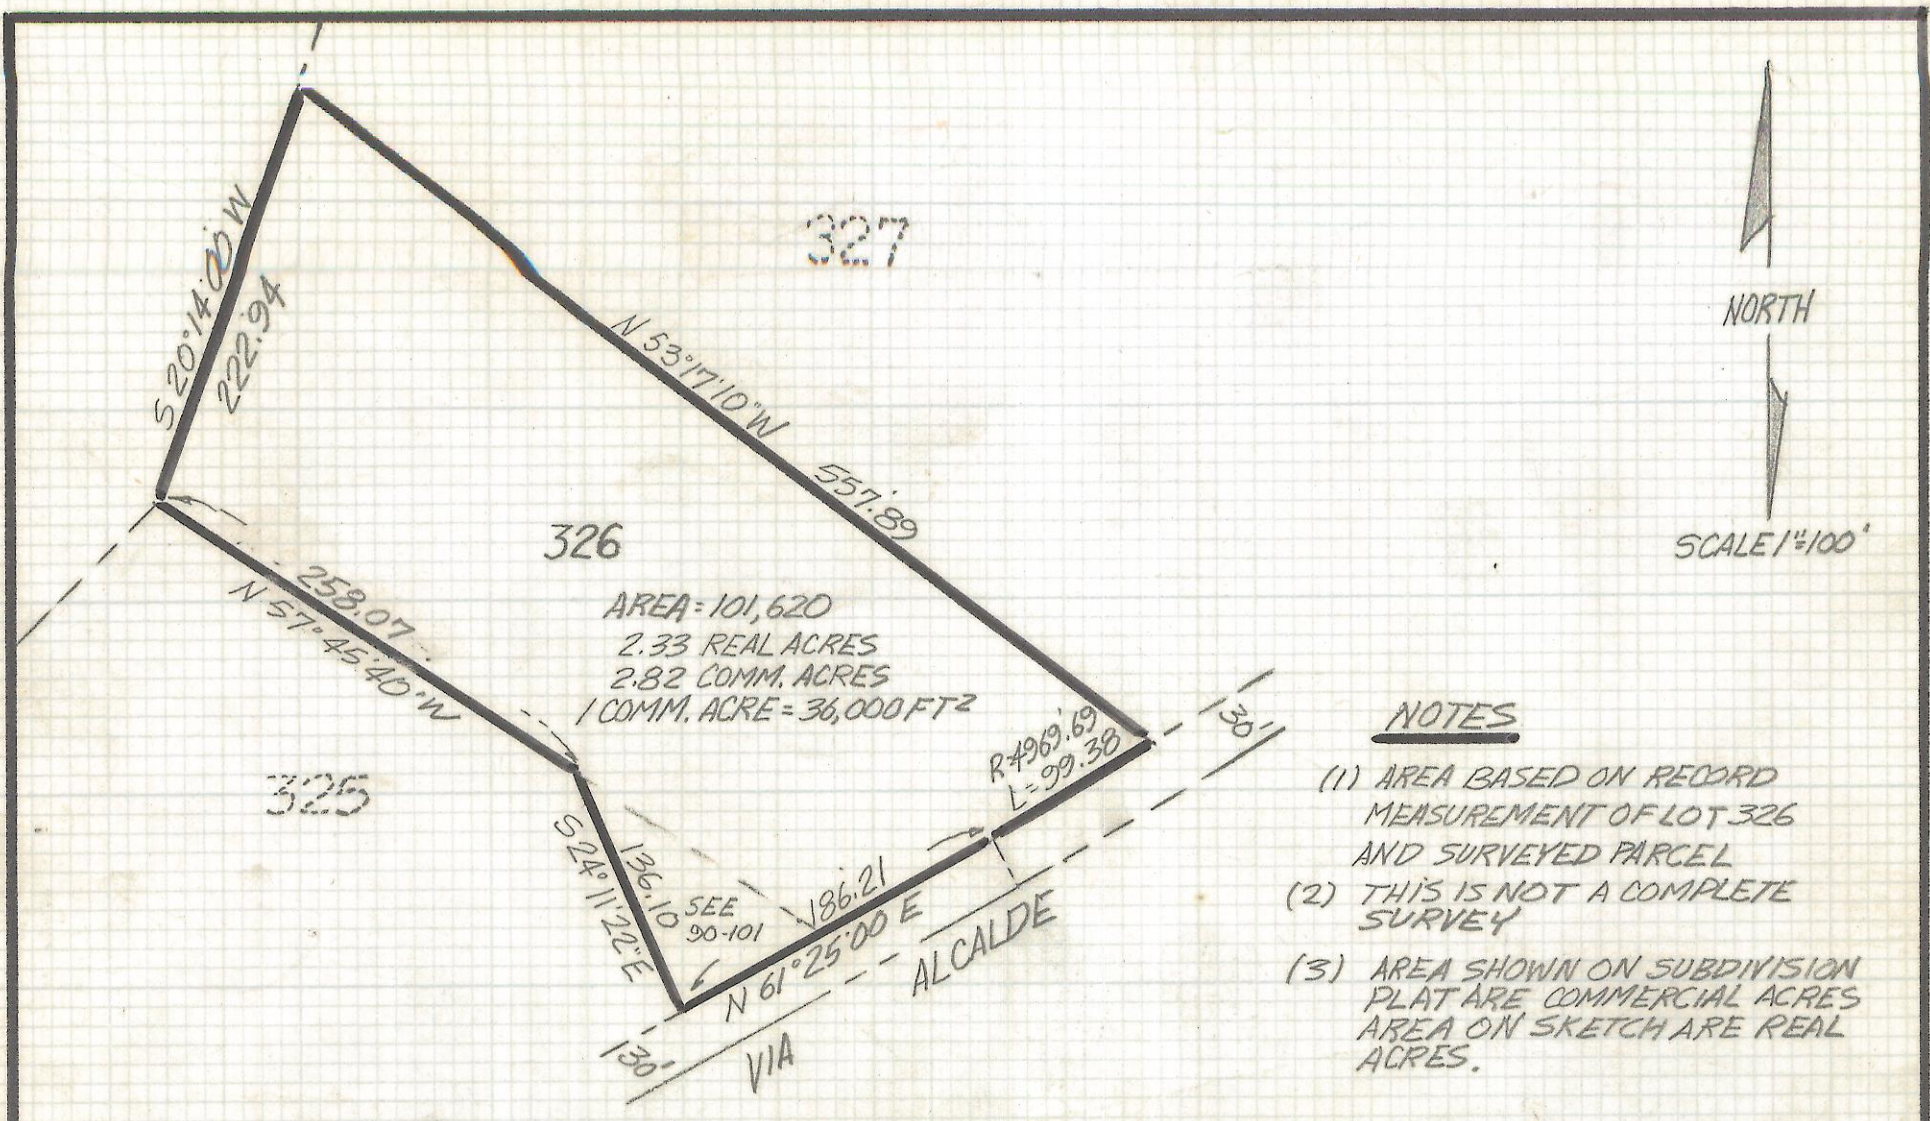 327
S 20°14'00" W
222.94
N 53°17'10" W
557.89'
NORTH
SCALE 1"=100'
326
AREA = 101,620
2.33 REAL ACRES
2.82 COMM. ACRES
1 COMM. ACRE = 36,000 FT²
258.07
N 57°45'40" W
325
S 24°11'22" E
136.10
SEE
90-101
186.21
N 61°25'00 E
R=4969.69'
L=99.38
30'
30'
VIA ALCALDE
NOTES
(1) AREA BASED ON RECORD
MEASUREMENT OF LOT 326
AND SURVEYED PARCEL
(2) THIS IS NOT A COMPLETE
SURVEY
(3) AREA SHOWN ON SUBDIVISION
PLAT ARE COMMERCIAL ACRES
AREA ON SKETCH ARE REAL
ACRES.